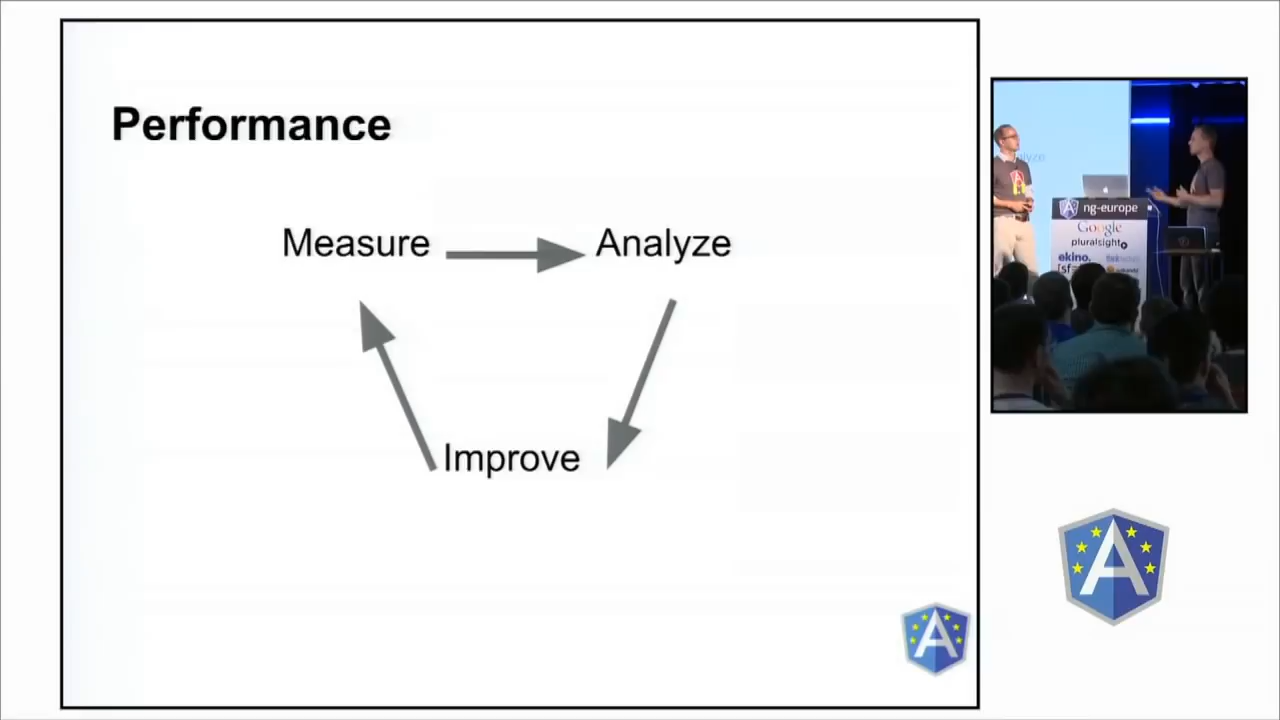 Performance
Measure
Analyze
Improve
ng-europe
Google
pluralsight
ekino.